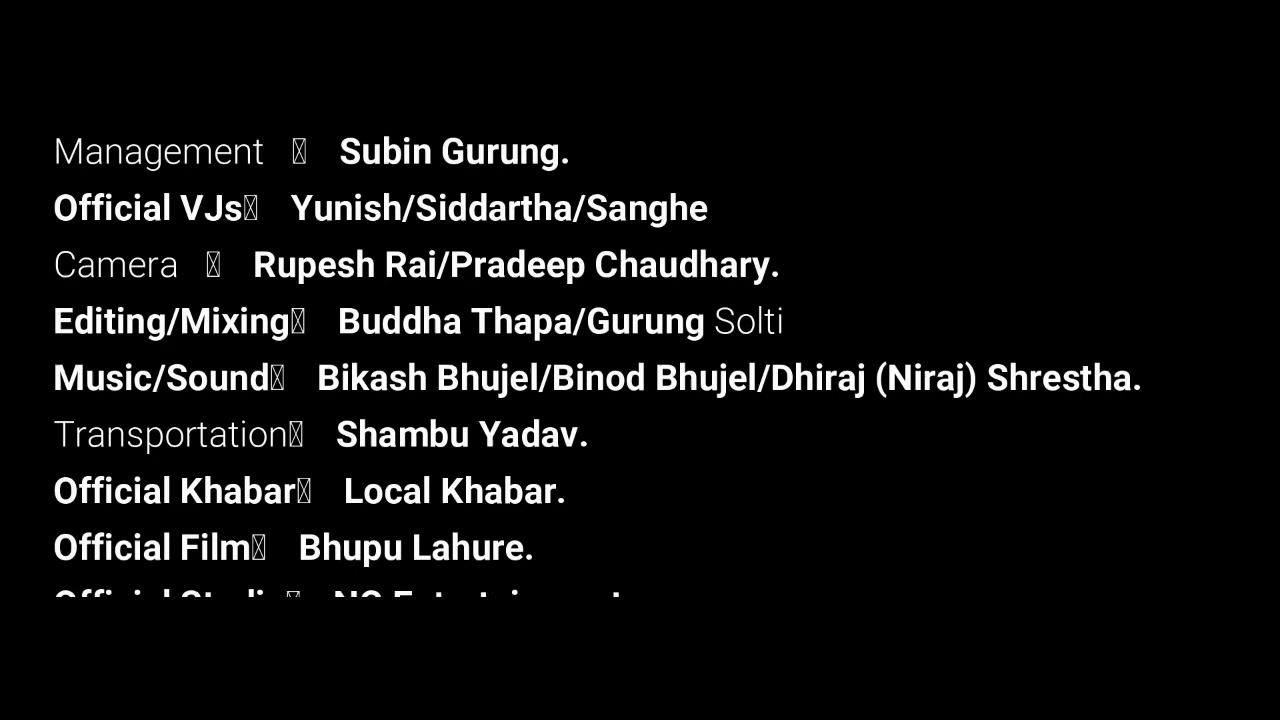 Management Subin Gurung.
Official VJs Yunish/Siddartha/Sanghe
Camera Rupesh Rai/Pradeep Chaudhary.
Editing/Mixing Buddha Thapa/Gurung Solti
Music/Sound Bikash Bhujel/Binod Bhujel/Dhiraj (Niraj) Shrestha.
Transportation Shambu Yadav.
Official Khabar Local Khabar.
Official Film Bhupu Lahure.
Official Studio